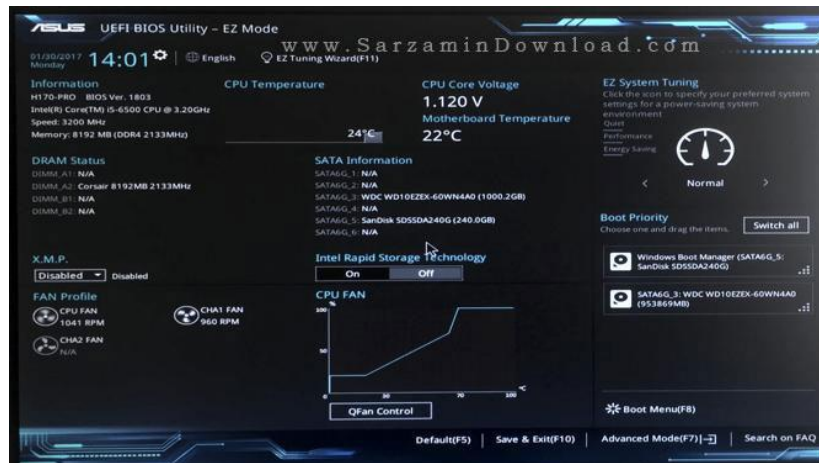 ASUS UEFI BIOS Utility – EZ Mode
www.SarzaminDownload.com
01/30/2017
Monday
14:01
English
EZ Tuning Wizard(F11)
Information
H170-PRO BIOS Ver. 1803
Intel(R) Core(TM) i5-6500 CPU @ 3.20GHz
Speed: 3200 MHz
Memory: 8192 MB (DDR4 2133MHz)
CPU Temperature
24°C
CPU Core Voltage
1.120 V
Motherboard Temperature
22°C
EZ System Tuning
Click the icon to specify your preferred system
settings for a power-saving system
environment
Quiet
Performance
Energy Saving
Normal
DRAM Status
DIMM_A1: N/A
DIMM_A2: Corsair 8192MB 2133MHz
DIMM_B1: N/A
DIMM_B2: N/A
SATA Information
SATA6G_1: N/A
SATA6G_2: N/A
SATA6G_3: WDC WD10EZEX-60WN4A0 (1000.2GB)
SATA6G_4: N/A
SATA6G_5: SanDisk SDSSDA240G (240.0GB)
SATA6G_6: N/A
Boot Priority
Choose one and drag the items.
Switch all
Windows Boot Manager (SATA6G_5:
SanDisk SDSSDA240G)
SATA6G_3: WDC WD10EZEX-60WN4A0
(953869MB)
X.M.P.
Disabled
Disabled
Intel Rapid Storage Technology
On
Off
FAN Profile
CPU FAN
1041 RPM
CHA1 FAN
960 RPM
CHA2 FAN
N/A
CPU FAN
%
100
50
0
30
70
100
°C
QFan Control
Boot Menu(F8)
Default(F5)
Save & Exit(F10)
Advanced Mode(F7)
Search on FAQ